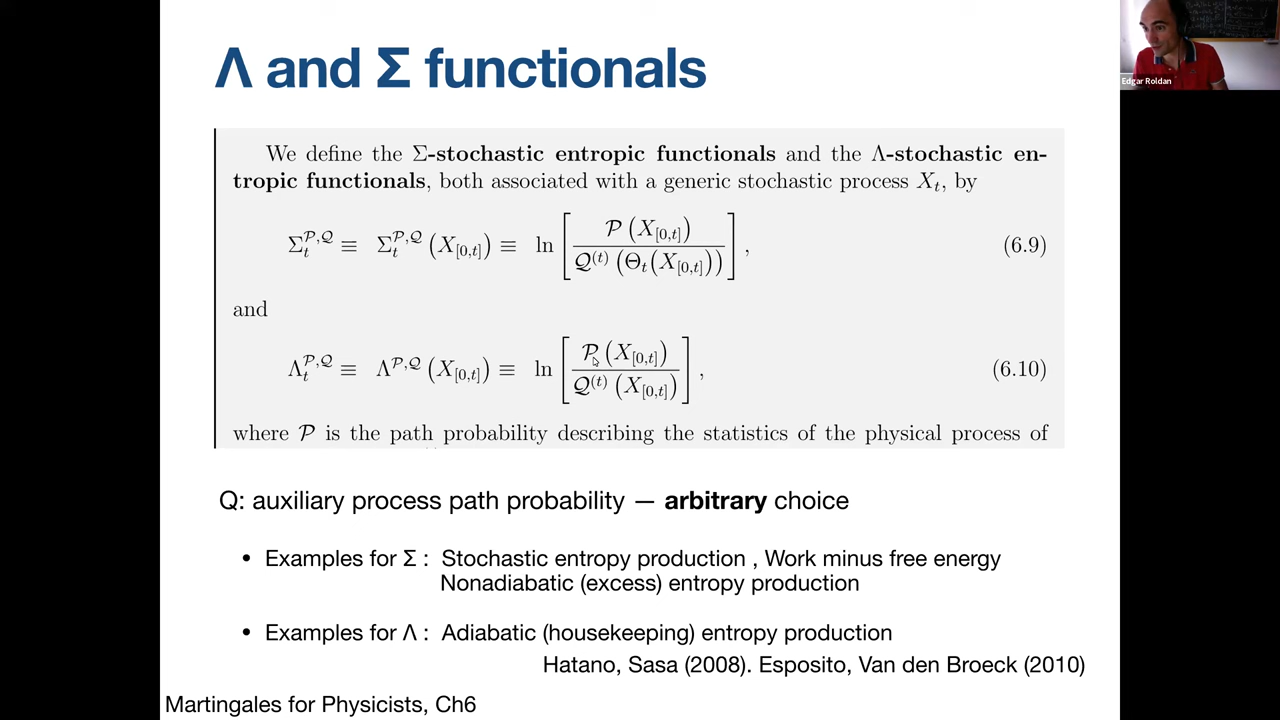 Λ and Σ functionals
Edgar Roldan
We define the Σ-stochastic entropic functionals and the Λ-stochastic en-
tropic functionals, both associated with a generic stochastic process X_t, by
Σ_t^{𝒫,𝒬} ≡ Σ_t^{𝒫,𝒬} (X_{[0,t]}) ≡ ln [ 𝒫 (X_{[0,t]}) / 𝒬^{(t)} (Θ_t(X_{[0,t]})) ] , (6.9)
and
Λ_t^{𝒫,𝒬} ≡ Λ^{𝒫,𝒬} (X_{[0,t]}) ≡ ln [ 𝒫 (X_{[0,t]}) / 𝒬^{(t)} (X_{[0,t]}) ] , (6.10)
where 𝒫 is the path probability describing the statistics of the physical process of
Q: auxiliary process path probability — arbitrary choice
• Examples for Σ : Stochastic entropy production , Work minus free energy
Nonadiabatic (excess) entropy production
• Examples for Λ : Adiabatic (housekeeping) entropy production
Hatano, Sasa (2008). Esposito, Van den Broeck (2010)
Martingales for Physicists, Ch6